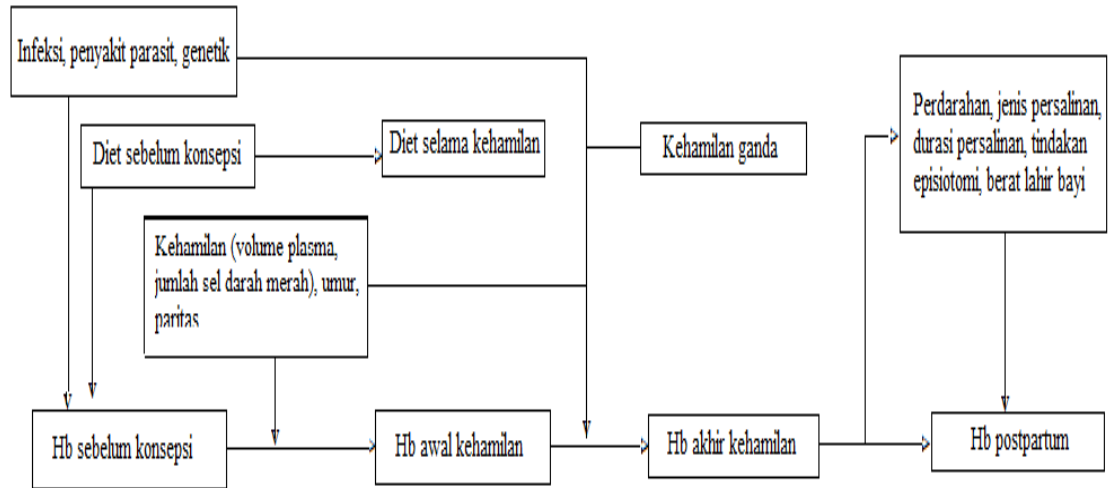 Infeksi, penyakit parasit, genetik
Diet sebelum konsepsi
Diet selama kehamilan
Kehamilan ganda
Perdarahan, jenis persalinan,
durasi persalinan, tindakan
episiotomi, berat lahir bayi
Kehamilan (volume plasma,
jumlah sel darah merah), umur,
paritas
Hb sebelum konsepsi
Hb awal kehamilan
Hb akhir kehamilan
Hb postpartum